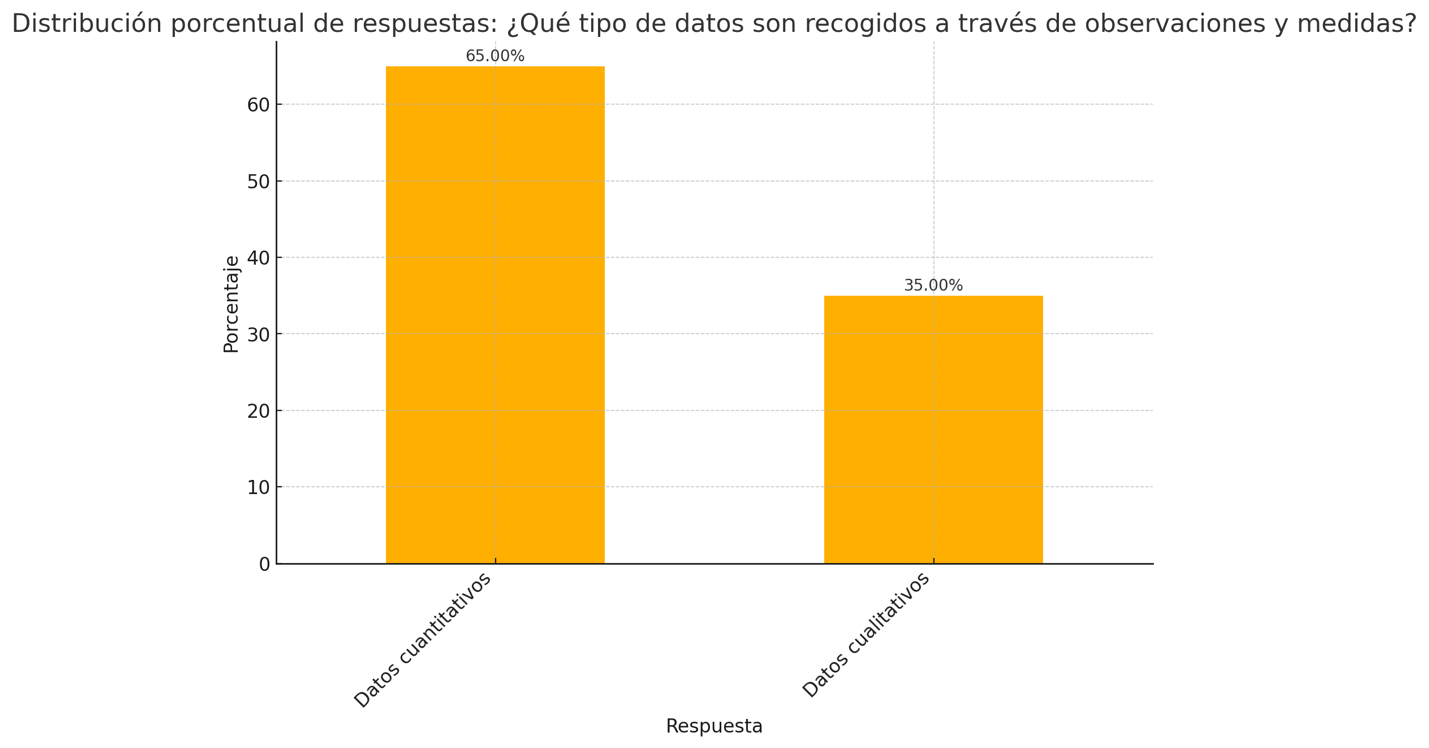 Distribución porcentual de respuestas: ¿Qué tipo de datos son recogidos a través de observaciones y medidas?
65.00%
60
50
40
35.00%
Porcentaje
30
20
10
0
Datos cuantitativos
Datos cualitativos
Respuesta